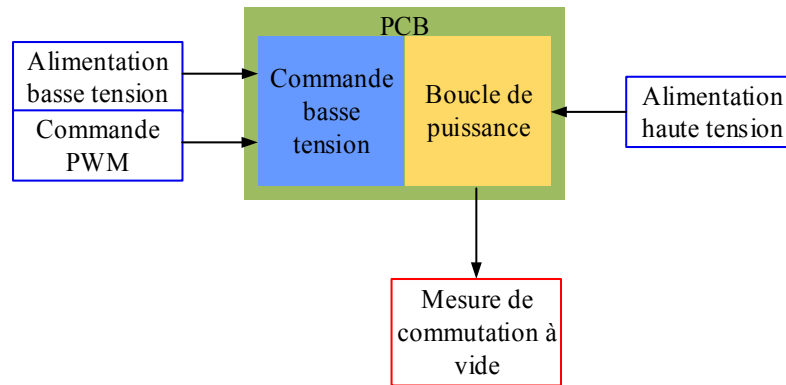 PCB
Alimentation
basse tension
Commande
PWM
Commande
basse
tension
Boucle de
puissance
Alimentation
haute tension
Mesure de
commutation à
vide